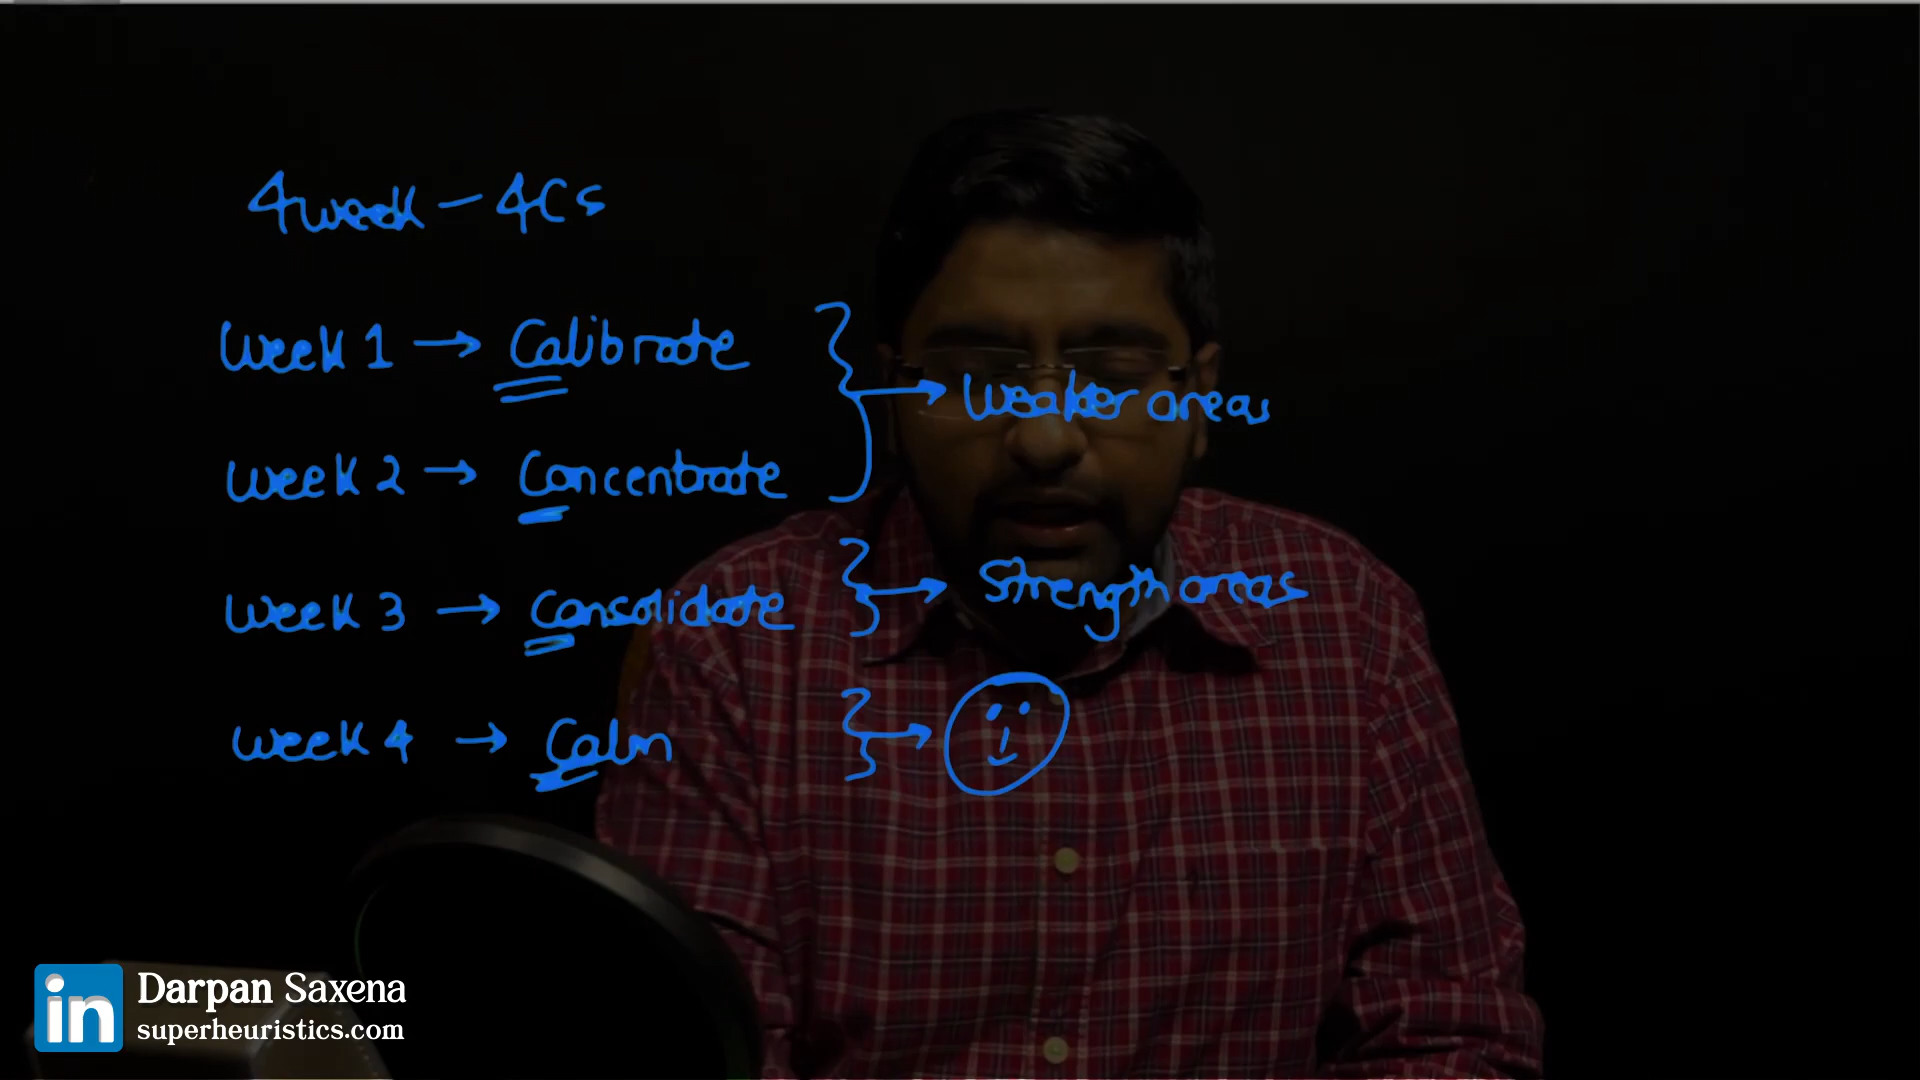 4 week - 4Cs
Week 1 → Calibrate
Weaker areas
Week 2 → Concentrate
Week 3 → Consolidate
Strength areas
Week 4 → Calm
in Darpan Saxena
superheuristics.com